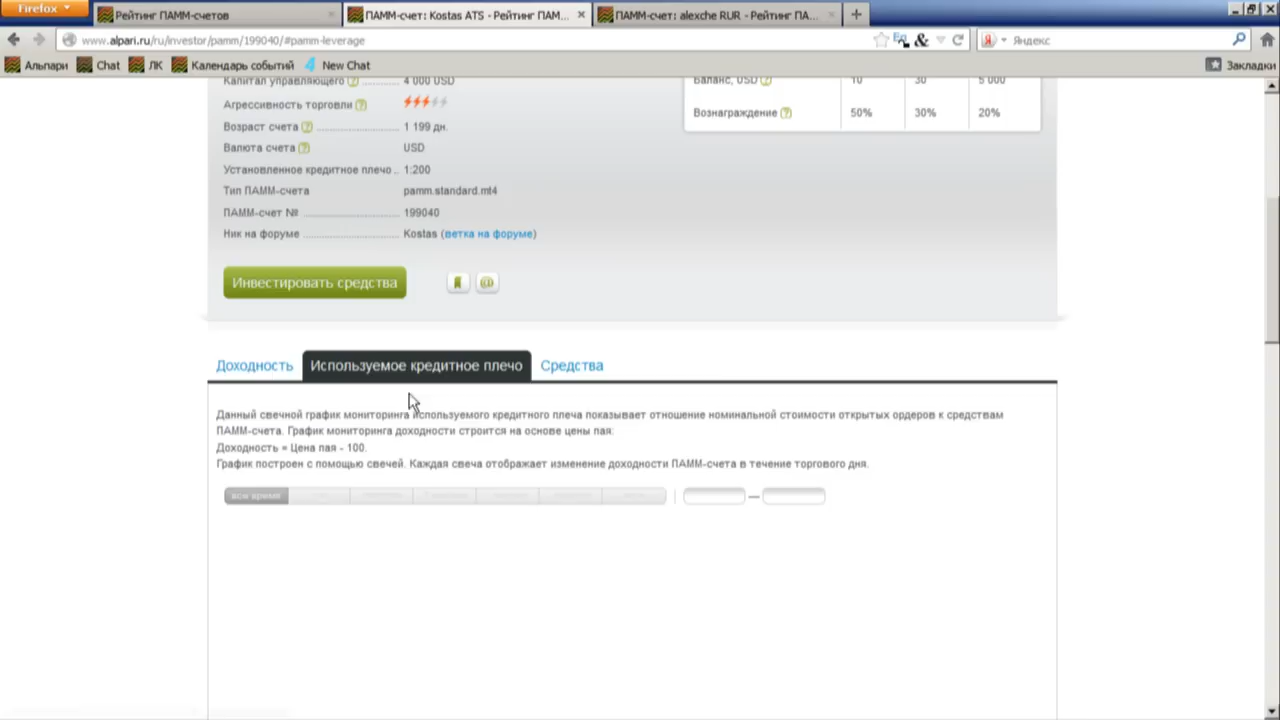 Firefox
Рейтинг ПАММ-счетов
ПАММ-счет: Kostas ATS - Рейтинг ПАМ...
ПАММ-счет: alexche RUR - Рейтинг ПА...
www.alpari.ru/ru/investor/pamm/199040/#pamm-leverage
Яндекс
Альпари
Chat
ЛК
Календарь событий
New Chat
Закладки
Капитал управляющего 4 000 USD
Агрессивность торговли
Возраст счета 1 199 дн.
Валюта счета USD
Установленное кредитное плечо .. 1:200
Тип ПАММ-счета pamm.standard.mt4
ПАММ-счет № 199040
Ник на форуме Kostas (ветка на форуме)
Баланс, USD 10 30 5 000
Вознаграждение 50% 30% 20%
Инвестировать средства
Доходность
Используемое кредитное плечо
Средства
Данный свечной график мониторинга используемого кредитного плеча показывает отношение номинальной стоимости открытых ордеров к средствам
ПАММ-счета. График мониторинга доходности строится на основе цены пая:
Доходность = Цена пая - 100.
График построен с помощью свечей. Каждая свеча отображает изменение доходности ПАММ-счета в течение торгового дня.
все время